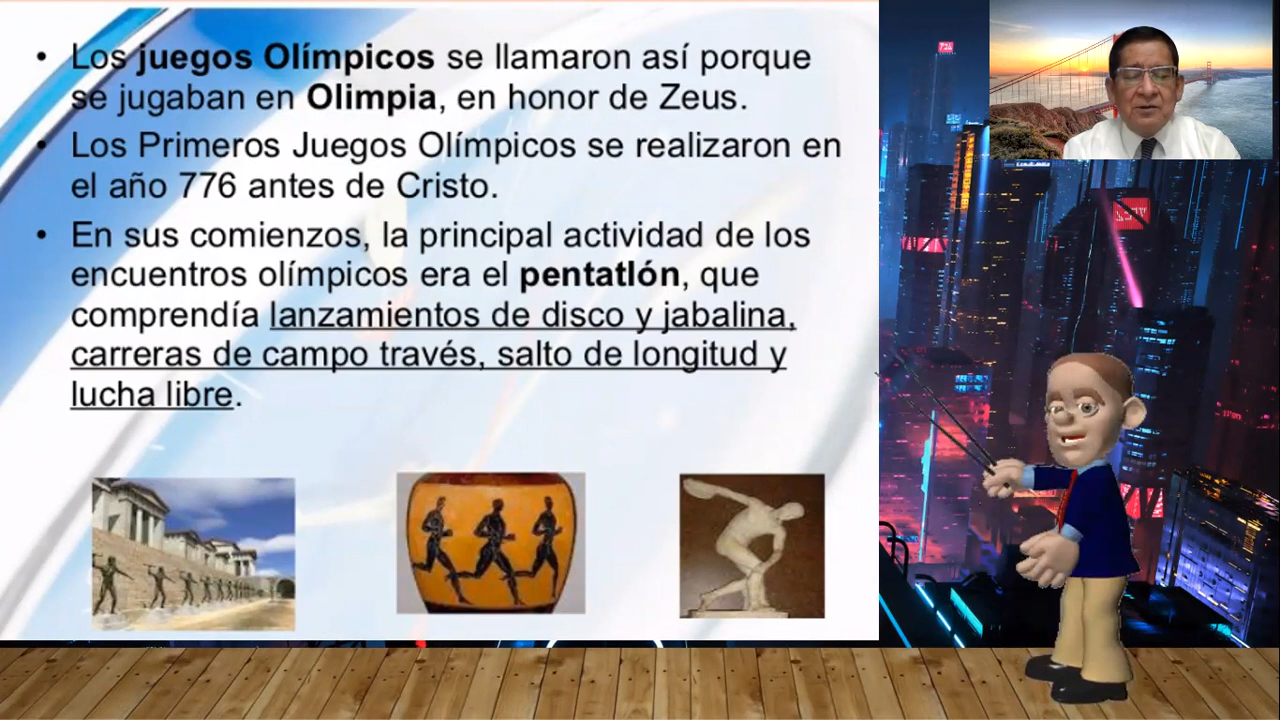 • Los juegos Olímpicos se llamaron así porque
se jugaban en Olimpia, en honor de Zeus.
• Los Primeros Juegos Olímpicos se realizaron en
el año 776 antes de Cristo.
• En sus comienzos, la principal actividad de los
encuentros olímpicos era el pentatlón, que
comprendía lanzamientos de disco y jabalina,
carreras de campo través, salto de longitud y
lucha libre.